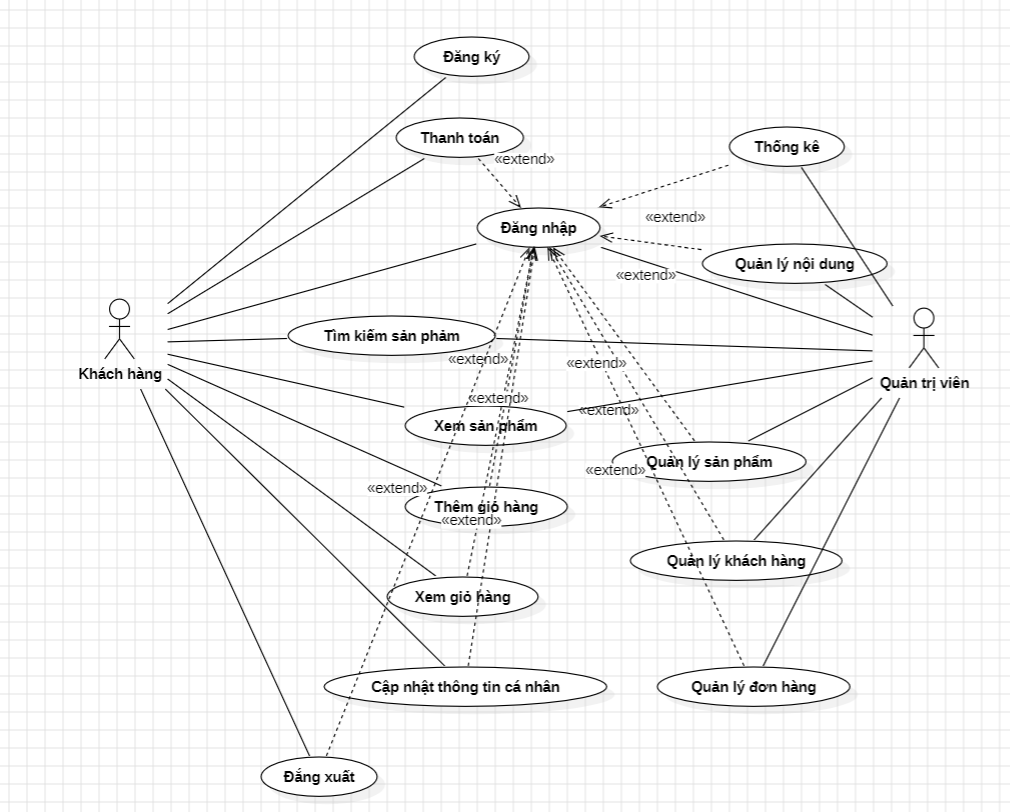 Đăng ký
Thanh toán
«extend»
Thống kê
Đăng nhập
«extend»
Quản lý nội dung
«extend»
Tìm kiếm sản phảm
«extend»
«extend»
Khách hàng
Quản trị viên
«extend»
«extend»
Xem sản phẩm
Quản lý sản phẩm
«extend»
«extend»
Thêm giỏ hàng
«extend»
Quản lý khách hàng
Xem giỏ hàng
Cập nhật thông tin cá nhân
Quản lý đơn hàng
Đắng xuất